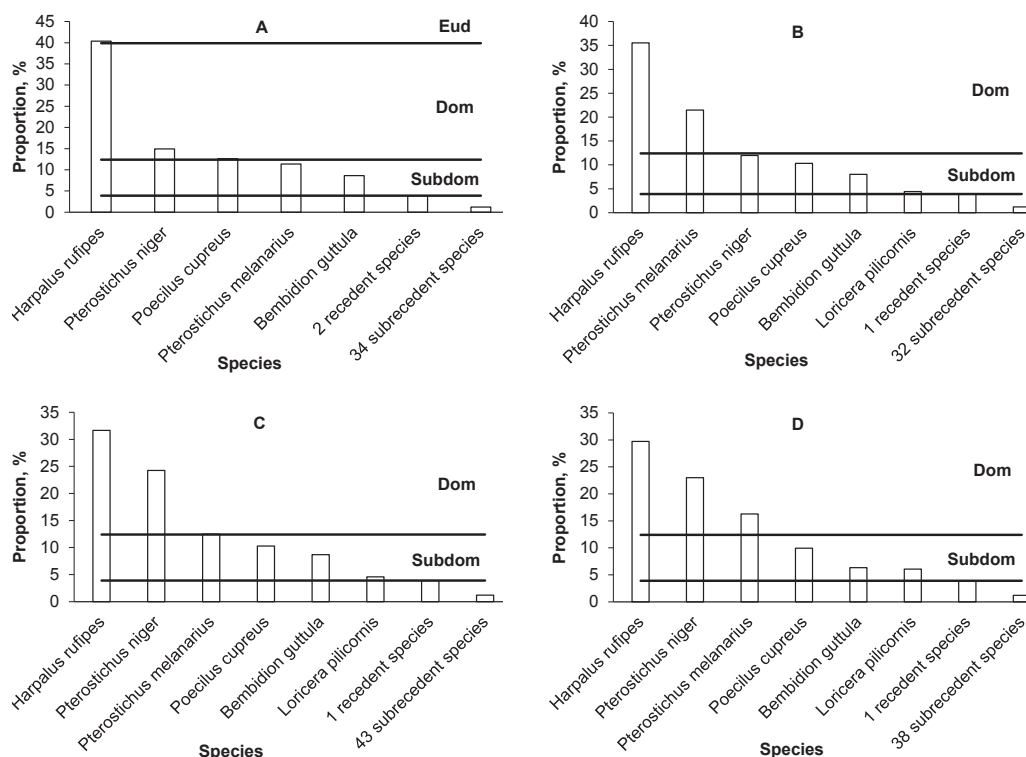 A
Eud
Dom
Subdom
Proportion, %
45
40
35
30
25
20
15
10
5
0
Harpalus rufipes
Pterostichus niger
Poecilus cupreus
Pterostichus melanarius
Bembidion guttula
2 recedent species
34 subrecedent species
Species
B
Dom
Subdom
Proportion, %
40
35
30
25
20
15
10
5
0
Harpalus rufipes
Pterostichus melanarius
Pterostichus niger
Poecilus cupreus
Bembidion guttula
Loricera pilicornis
1 recedent species
32 subrecedent species
Species
C
Dom
Subdom
Proportion, %
35
30
25
20
15
10
5
0
Harpalus rufipes
Pterostichus niger
Pterostichus melanarius
Poecilus cupreus
Bembidion guttula
Loricera pilicornis
1 recedent species
43 subrecedent species
Species
D
Dom
Subdom
Proportion, %
35
30
25
20
15
10
5
0
Harpalus rufipes
Pterostichus niger
Pterostichus melanarius
Poecilus cupreus
Bembidion guttula
Loricera pilicornis
1 recedent species
38 subrecedent species
Species